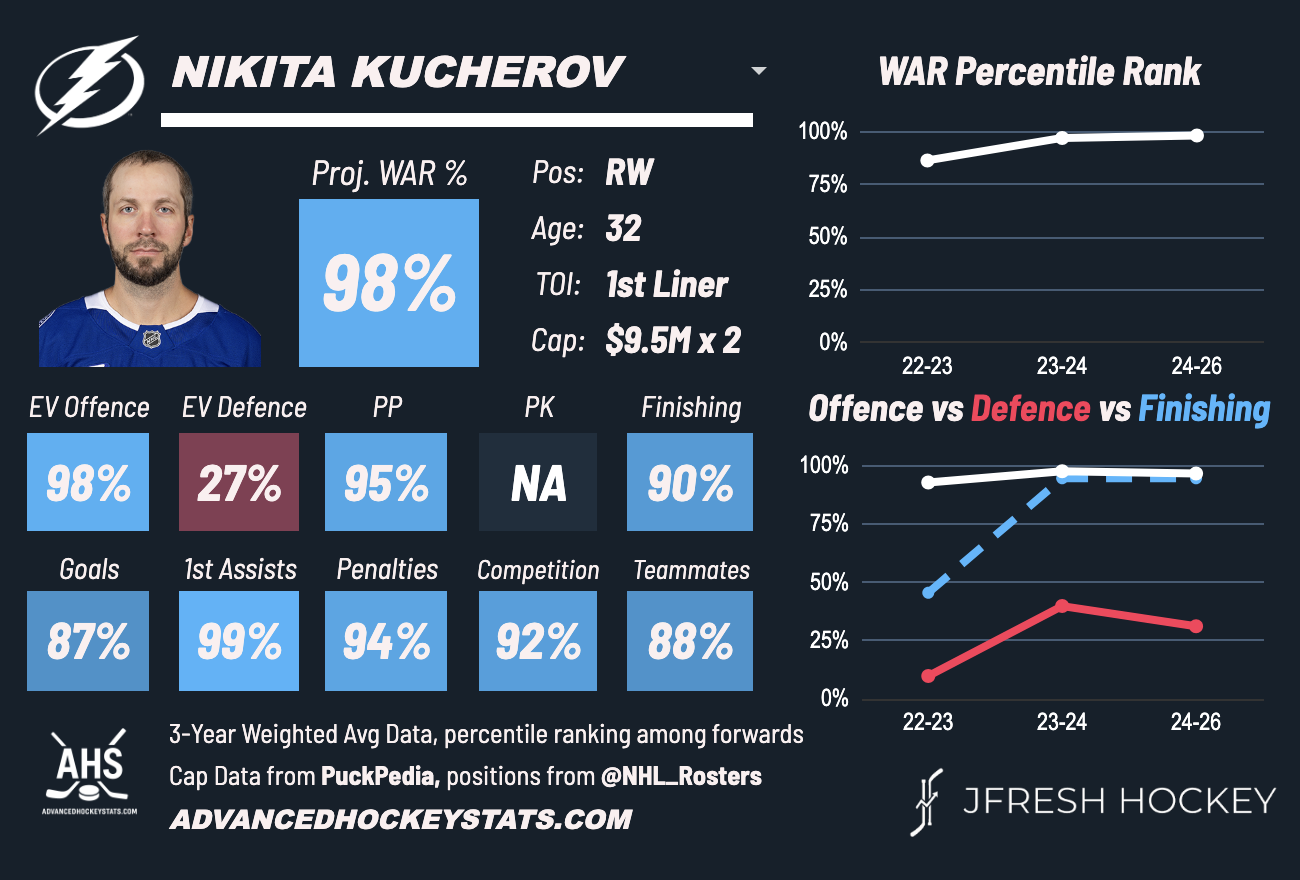 NIKITA KUCHEROV
Proj. WAR %
98%
Pos: RW
Age: 32
TOI: 1st Liner
Cap: $9.5M x 2
EV Offence EV Defence PP PK Finishing
98% 27% 95% NA 90%
Goals 1st Assists Penalties Competition Teammates
87% 99% 94% 92% 88%
AHS
ADVANCEDHOCKEYSTATS.COM
3-Year Weighted Avg Data, percentile ranking among forwards
Cap Data from PuckPedia, positions from @NHL_Rosters
ADVANCEDHOCKEYSTATS.COM
WAR Percentile Rank
100%
75%
50%
25%
0%
22-23 23-24 24-26
Offence vs Defence vs Finishing
100%
75%
50%
25%
0%
22-23 23-24 24-26
JFRESH HOCKEY